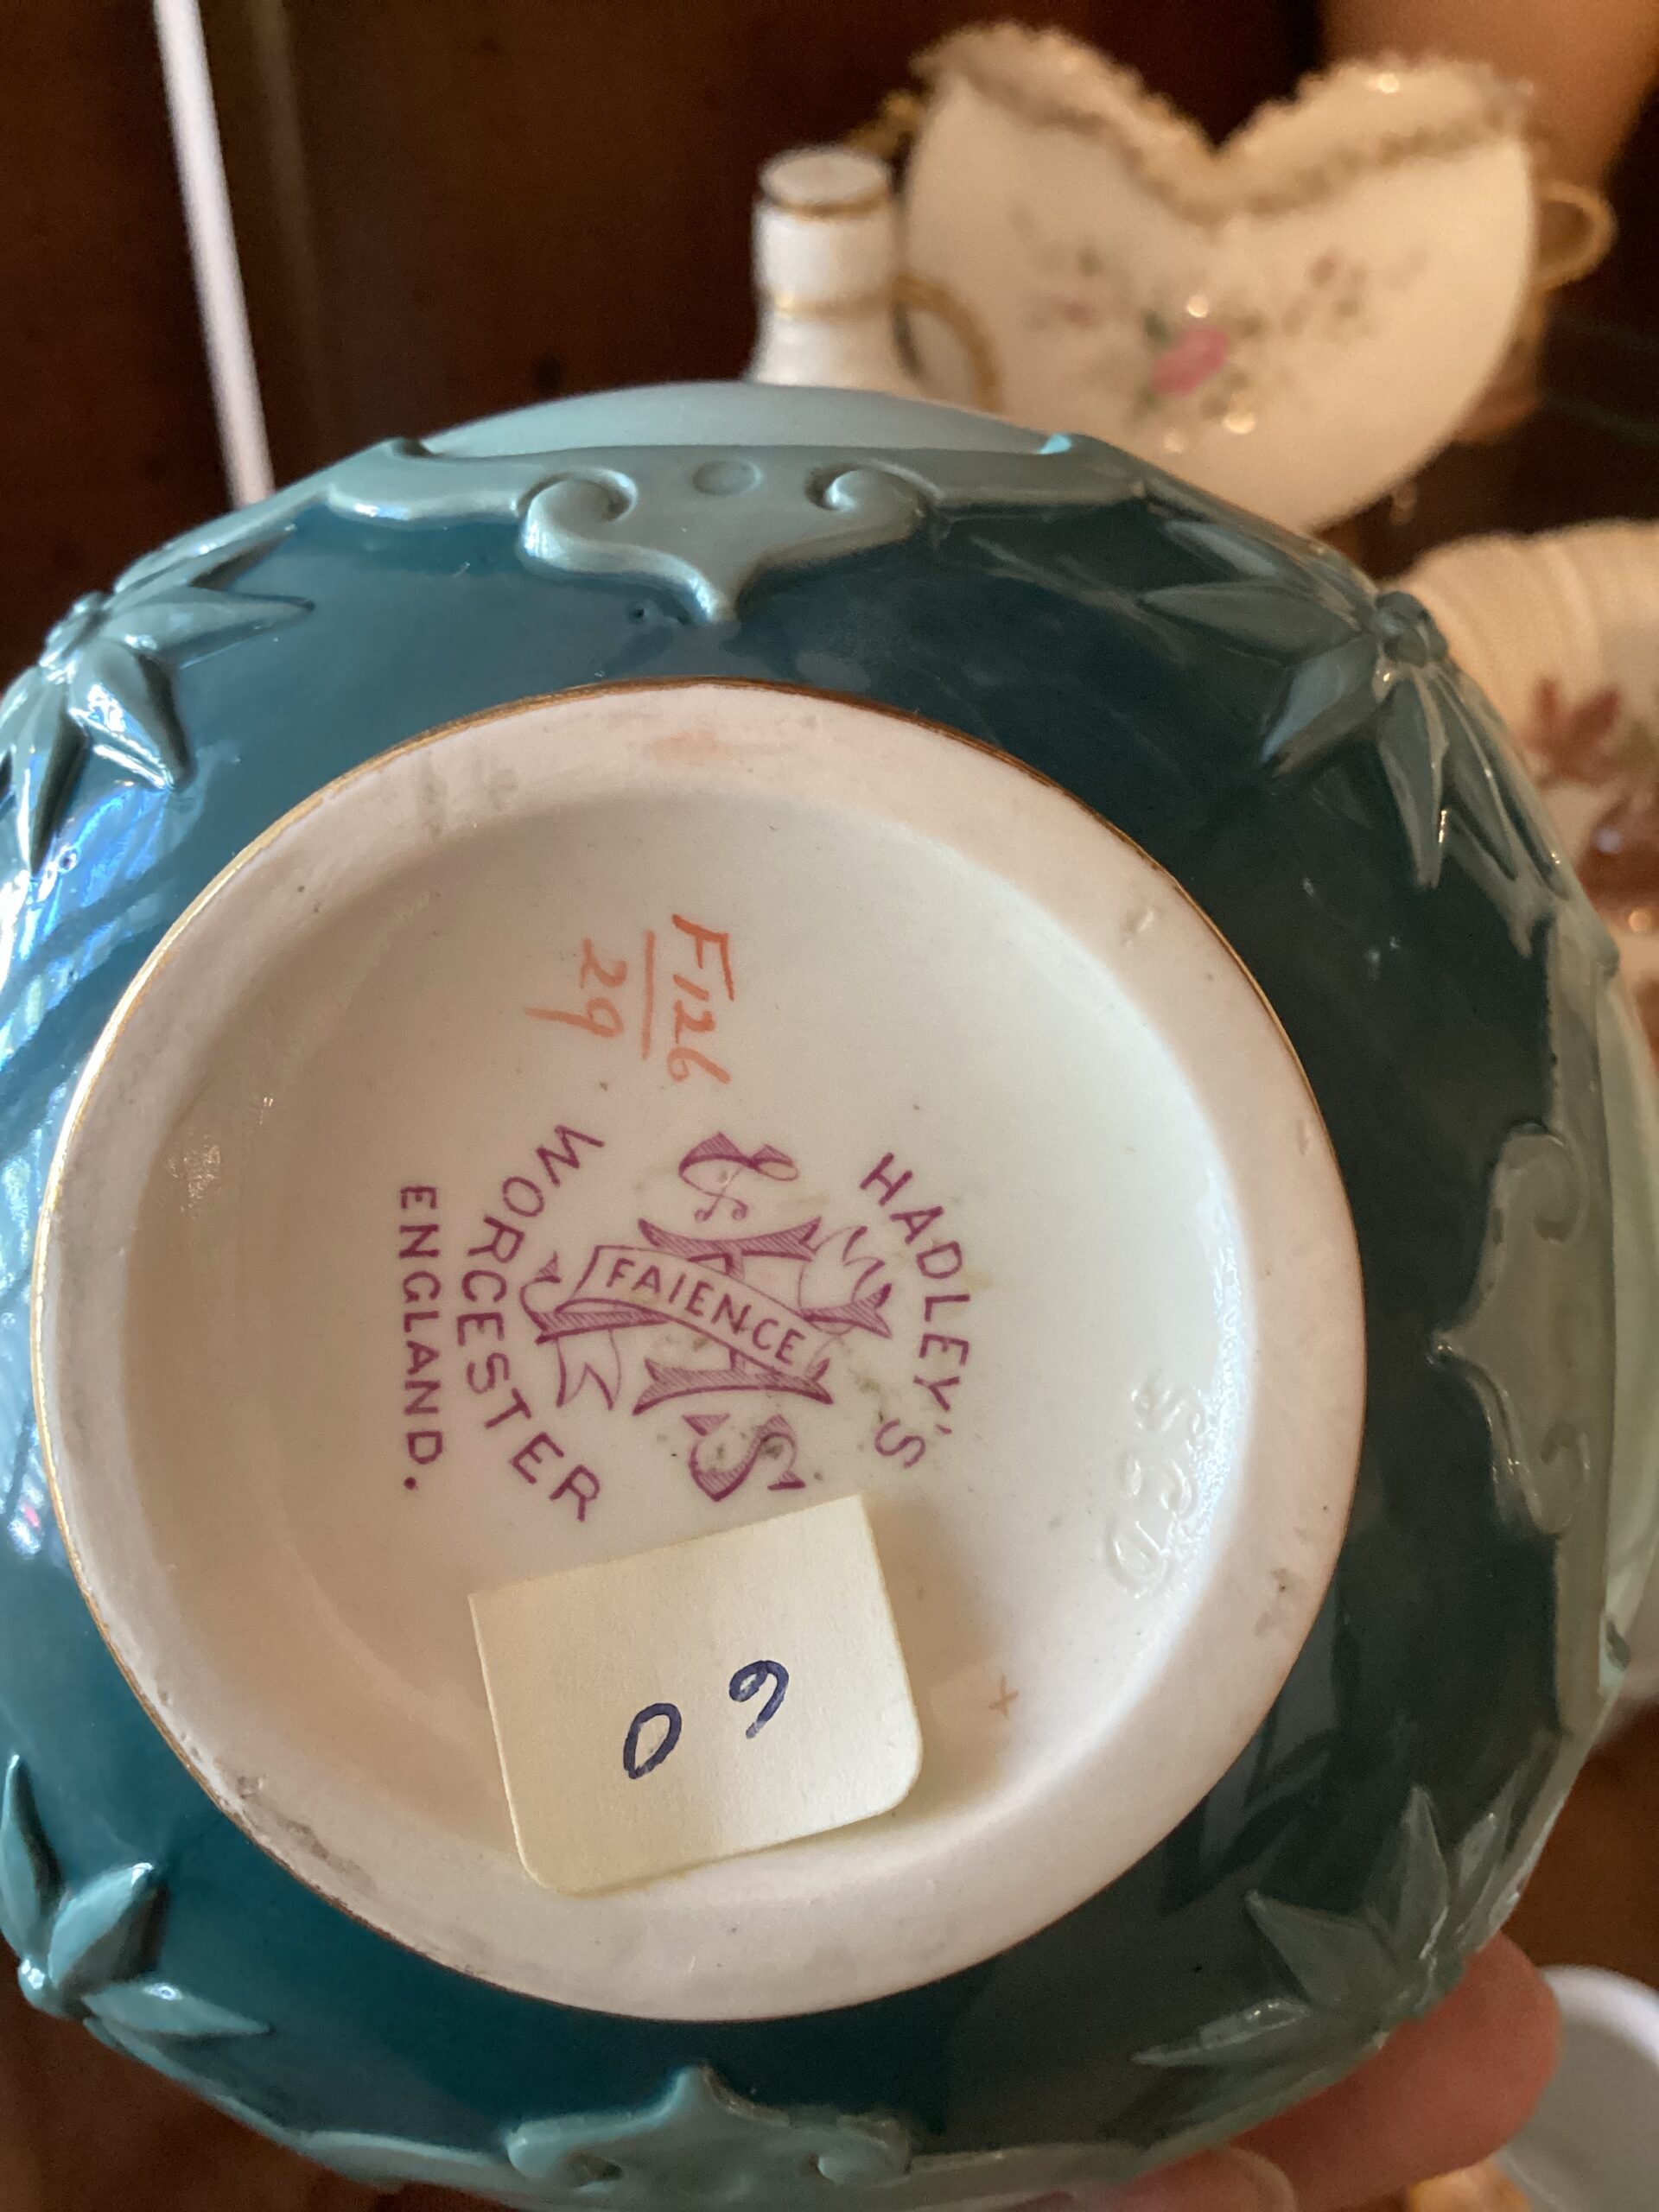 F126
29
HADLEY'S
FAIENCE
WORCESTER
ENGLAND.
09